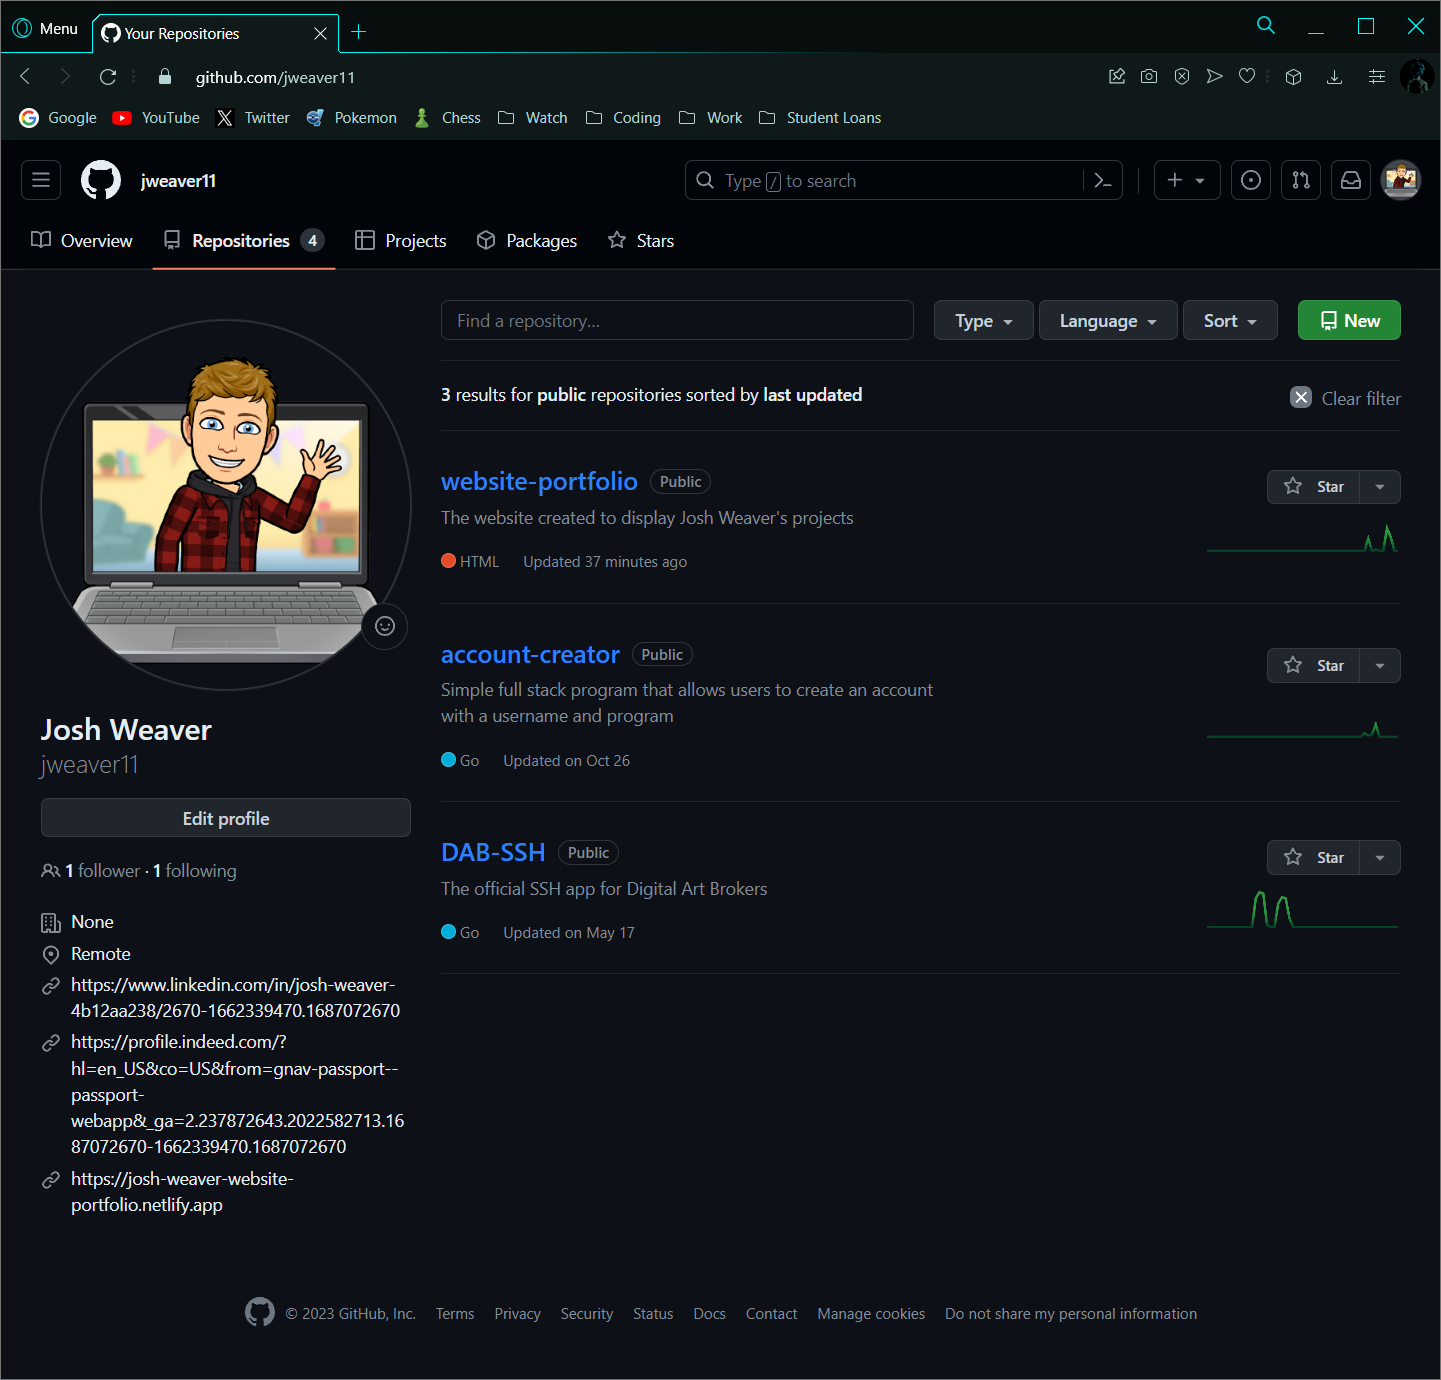 Menu
Your Repositories
github.com/jweaver11
Google YouTube Twitter Pokemon Chess Watch Coding Work Student Loans
jweaver11
Type / to search
Overview Repositories 4 Projects Packages Stars
Find a repository...
Type Language Sort New
3 results for public repositories sorted by last updated
Clear filter
website-portfolio Public
Star
The website created to display Josh Weaver's projects
HTML Updated 37 minutes ago
account-creator Public
Star
Simple full stack program that allows users to create an account
with a username and program
Go Updated on Oct 26
DAB-SSH Public
Star
The official SSH app for Digital Art Brokers
Go Updated on May 17
Josh Weaver
jweaver11
Edit profile
1 follower · 1 following
None
Remote
https://www.linkedin.com/in/josh-weaver-
4b12aa238/2670-1662339470.1687072670
https://profile.indeed.com/?
hl=en_US&co=US&from=gnav-passport--
passport-
webapp&_ga=2.237872643.2022582713.16
87072670-1662339470.1687072670
https://josh-weaver-website-
portfolio.netlify.app
© 2023 GitHub, Inc. Terms Privacy Security Status Docs Contact Manage cookies Do not share my personal information